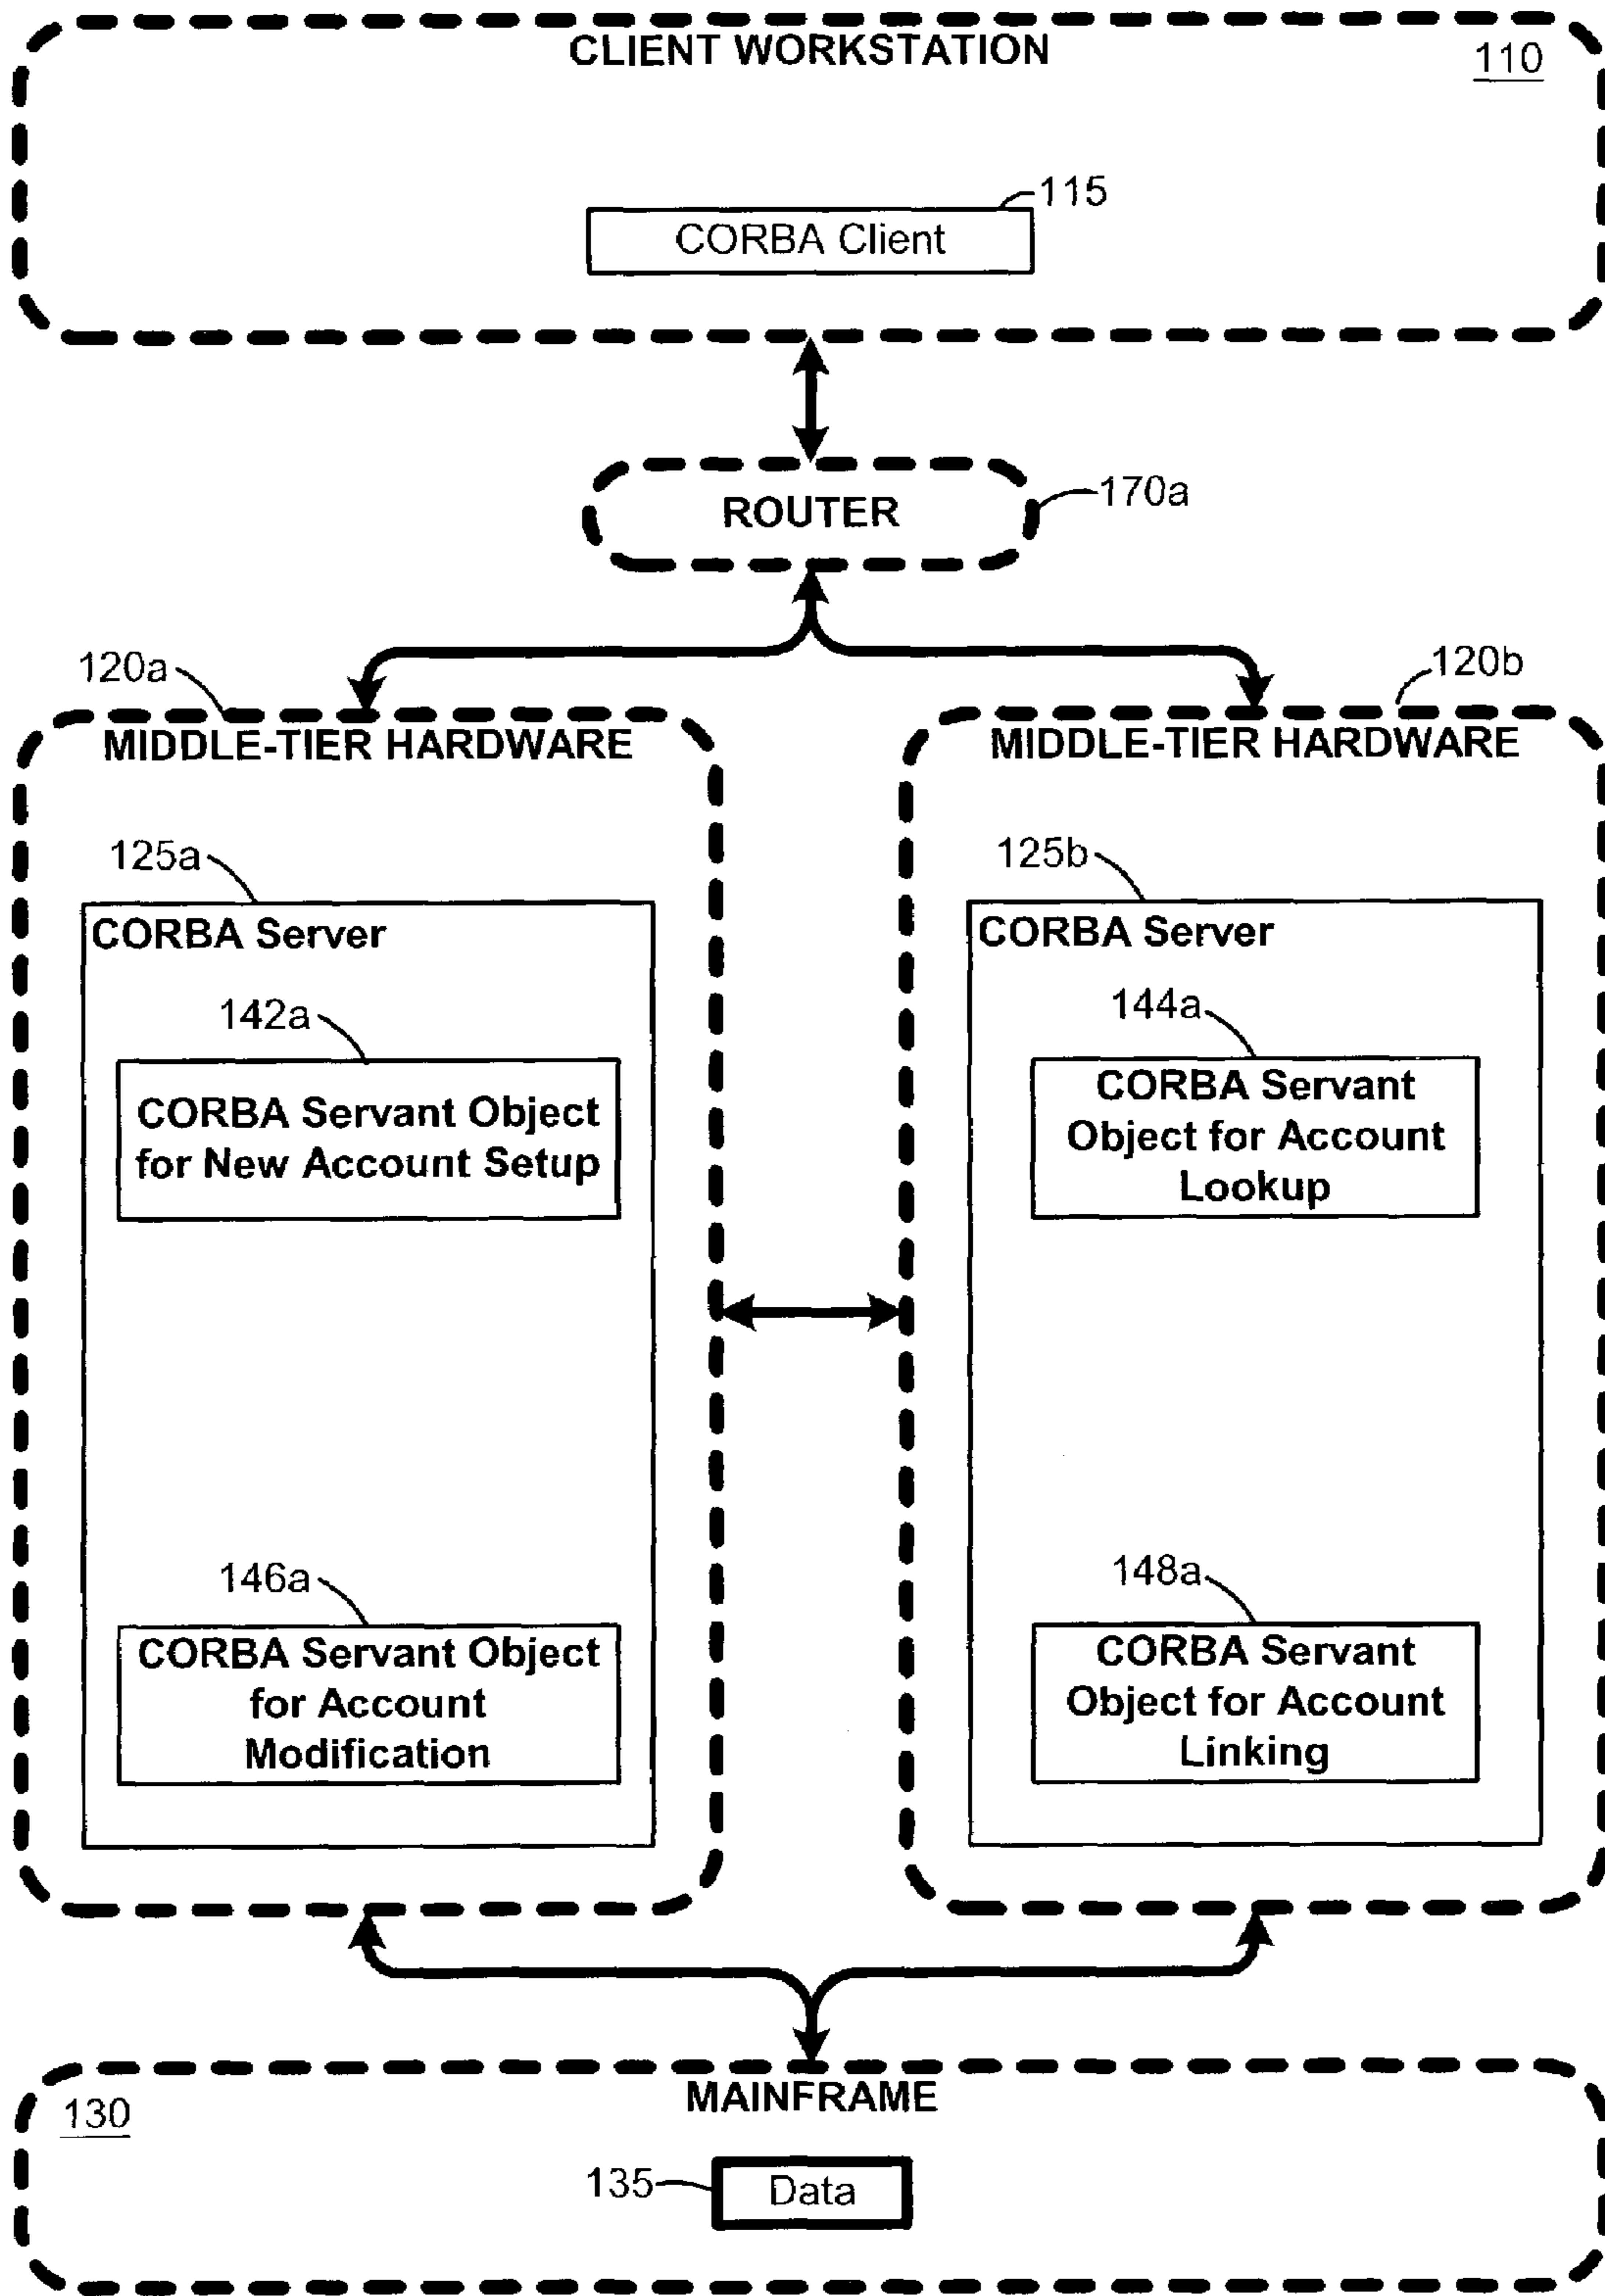 CLIENT WORKSTATION
110
115
CORBA Client
ROUTER
170a
120a
120b
MIDDLE-TIER HARDWARE
MIDDLE-TIER HARDWARE
125a
125b
CORBA Server
CORBA Server
142a
144a
CORBA Servant Object
for New Account Setup
CORBA Servant
Object for Account
Lookup
146a
148a
CORBA Servant Object
for Account
Modification
CORBA Servant
Object for Account
Linking
MAINFRAME
130
135
Data